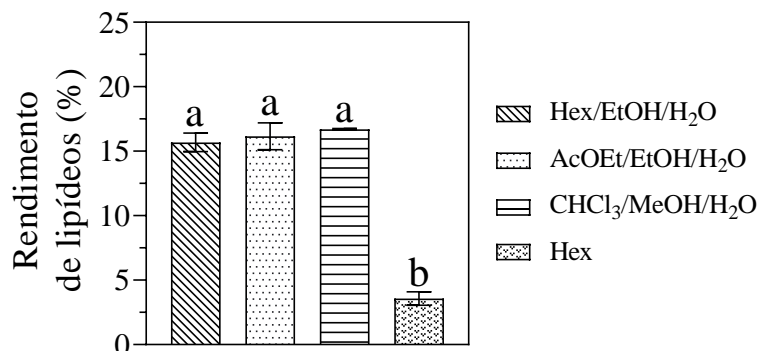 Rendimento
de lipídeos (%)
25
20
15
10
5
0
a
a
a
b
Hex/EtOH/H₂O
AcOEt/EtOH/H₂O
CHCl₃/MeOH/H₂O
Hex